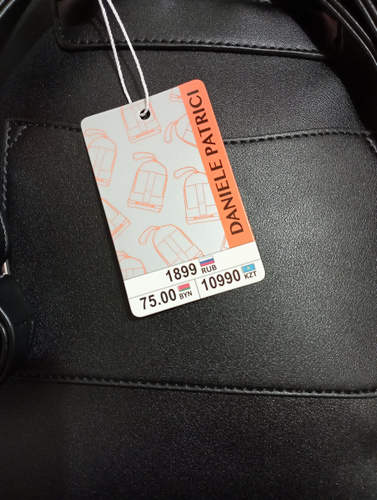 DANIELE PATRICI
1899 RUB
75.00 BYN 10990 KZT